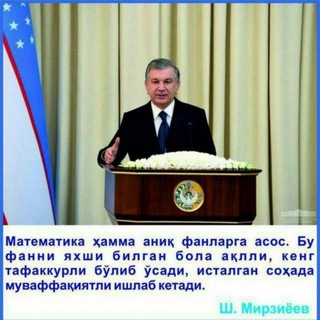 Математика ҳамма аниқ фанларга асос. Бу
фанни яхши билган бола ақлли, кенг
тафаккурли бўлиб ўсади, исталган соҳада
муваффақиятли ишлаб кетади.
Ш. Мирзиёев